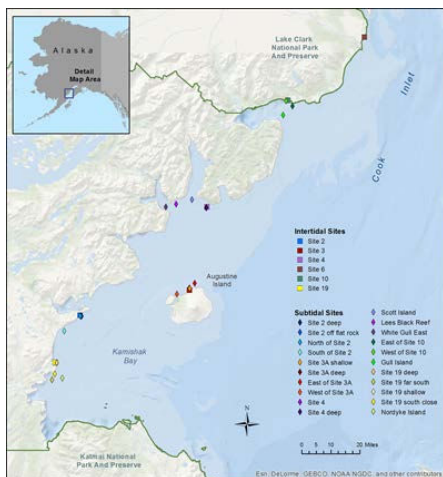 Alaska
Detail
Map Area
Lake Clark
National Park
And Preserve
Cook Inlet
Augustine
Island
Kamishak
Bay
Katmai National
Park And Preserve
Intertidal Sites
Site 2
Site 3
Site 4
Site 6
Site 10
Site 19
Subtidal Sites
Site 2 deep
Site 2 off flat rock
North of Site 2
South of Site 2
Site 3A shallow
Site 3A deep
East of Site 3A
West of Site 3A
Site 4
Site 4 deep
Scott Island
Lees Black Reef
White Gull East
East of Site 10
West of Site 10
Gull Island
Site 19 deep
Site 19 far south
Site 19 shallow
Site 19 south close
Nordyke Island
N
0 5 10 20 Miles
Esri, DeLorme, GEBCO, NOAA NGDC, and other contributors